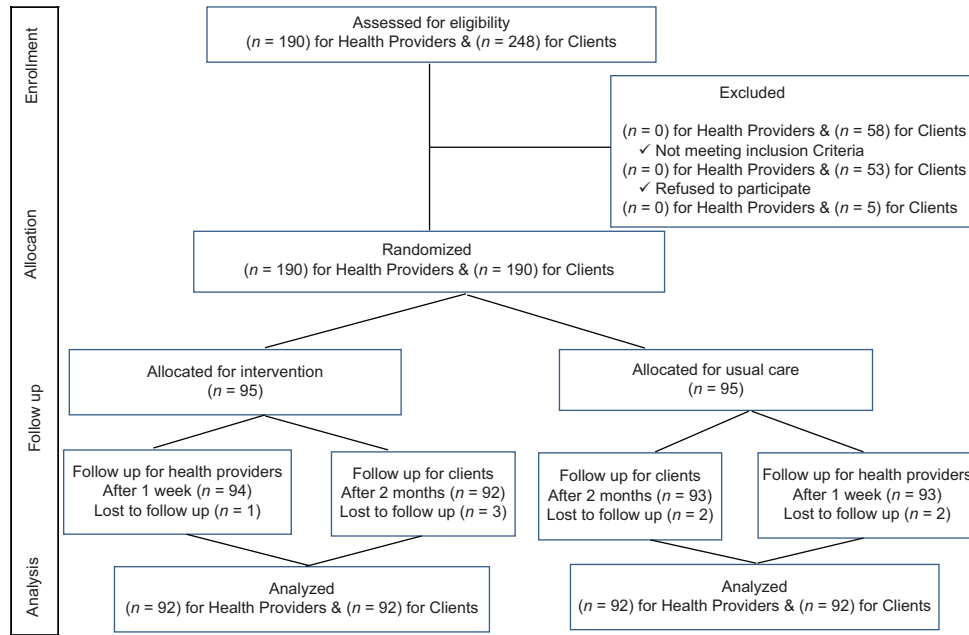 Enrollment
Assessed for eligibility
(n = 190) for Health Providers & (n = 248) for Clients
Excluded
(n = 0) for Health Providers & (n = 58) for Clients
✓ Not meeting inclusion Criteria
(n = 0) for Health Providers & (n = 53) for Clients
✓ Refused to participate
(n = 0) for Health Providers & (n = 5) for Clients
Allocation
Randomized
(n = 190) for Health Providers & (n = 190) for Clients
Follow up
Allocated for intervention
(n = 95)
Allocated for usual care
(n = 95)
Follow up for health providers
After 1 week (n = 94)
Lost to follow up (n = 1)
Follow up for clients
After 2 months (n = 92)
Lost to follow up (n = 3)
Follow up for clients
After 2 months (n = 93)
Lost to follow up (n = 2)
Follow up for health providers
After 1 week (n = 93)
Lost to follow up (n = 2)
Analysis
Analyzed
(n = 92) for Health Providers & (n = 92) for Clients
Analyzed
(n = 92) for Health Providers & (n = 92) for Clients